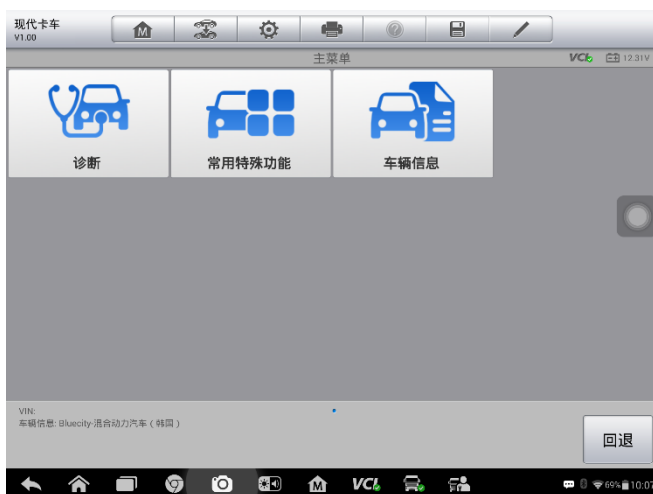 现代卡车
V1.00
主菜单
VCI
12.31V
诊断
常用特殊功能
车辆信息
VIN:
车辆信息: Bluecity-混合动力汽车 ( 韩国 )
回退
VCI
69%
10:07